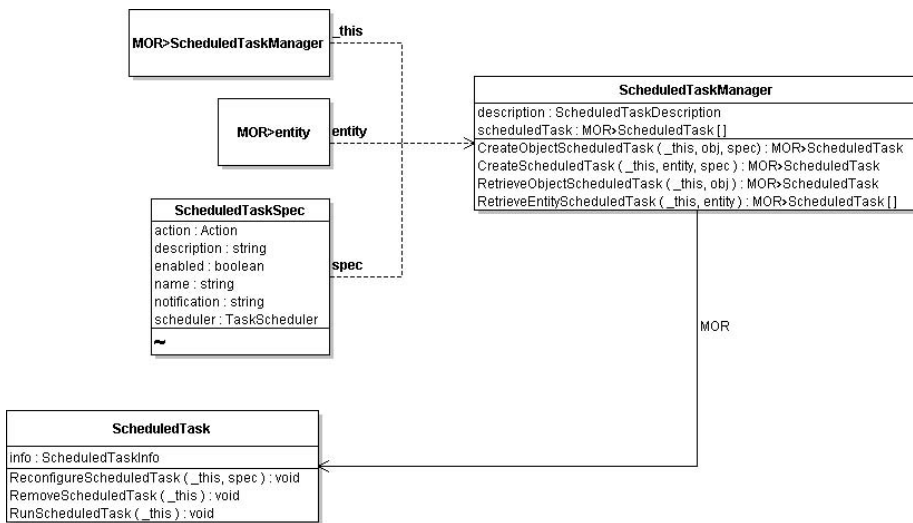 MOR>ScheduledTaskManager
_this
MOR>entity
entity
ScheduledTaskSpec
action : Action
description : string
enabled : boolean
name : string
notification : string
scheduler : TaskScheduler
~
spec
ScheduledTaskManager
description : ScheduledTaskDescription
scheduledTask : MOR>ScheduledTask [ ]
CreateObjectScheduledTask ( _this, obj, spec) : MOR>ScheduledTask
CreateScheduledTask ( _this, entity, spec ) : MOR>ScheduledTask
RetrieveObjectScheduledTask ( _this, obj ) : MOR>ScheduledTask
RetrieveEntityScheduledTask ( _this, entity ) : MOR>ScheduledTask [ ]
MOR
ScheduledTask
info : ScheduledTaskInfo
ReconfigureScheduledTask ( _this, spec ) : void
RemoveScheduledTask ( _this ) : void
RunScheduledTask ( _this ) : void